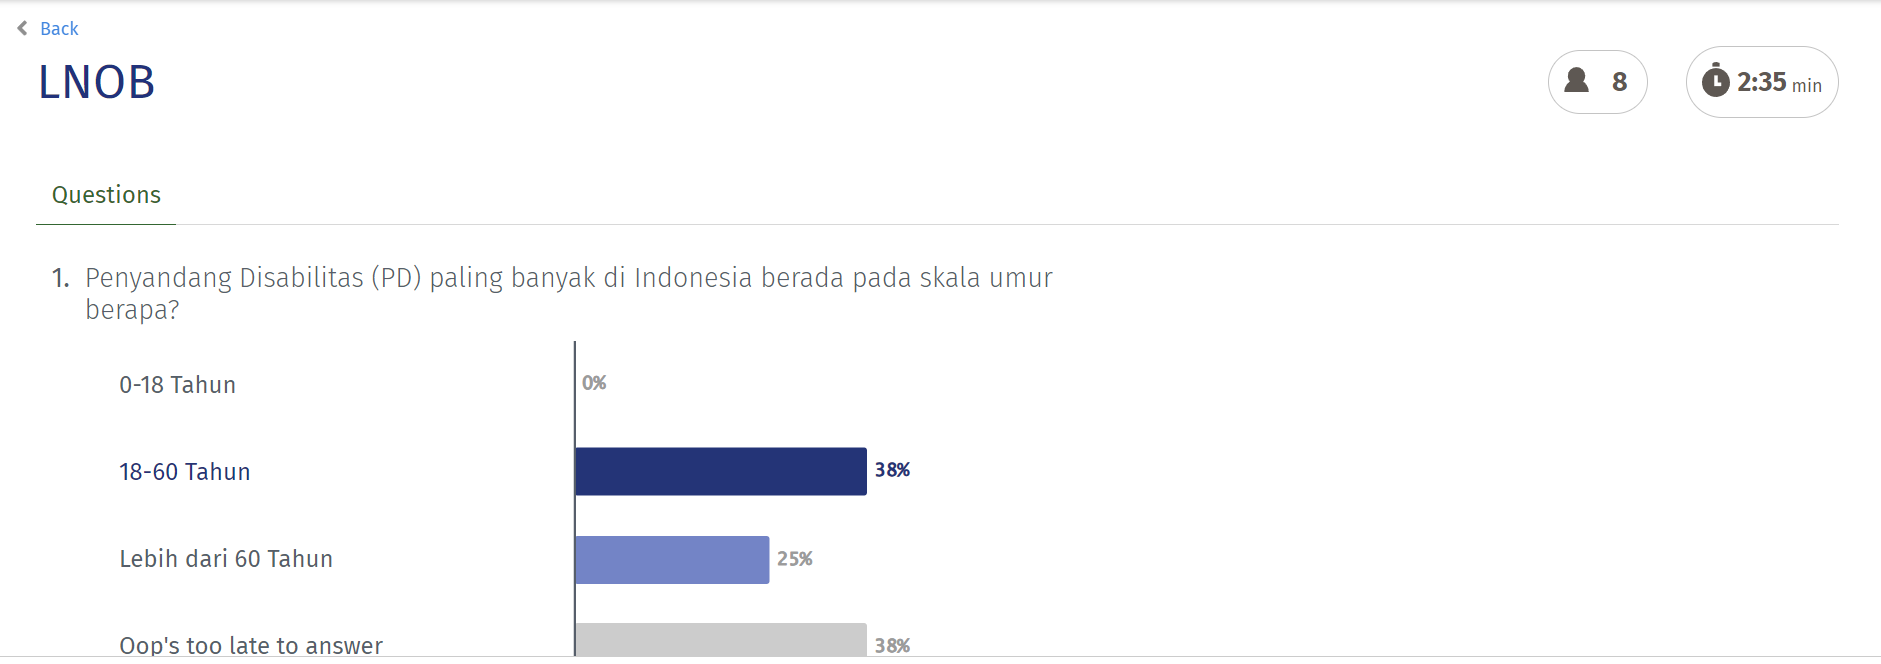 Back
LNOB
8
2:35 min
Questions
1. Penyandang Disabilitas (PD) paling banyak di Indonesia berada pada skala umur
berapa?
0-18 Tahun
0%
18-60 Tahun
38%
Lebih dari 60 Tahun
25%
Oop's too late to answer
38%